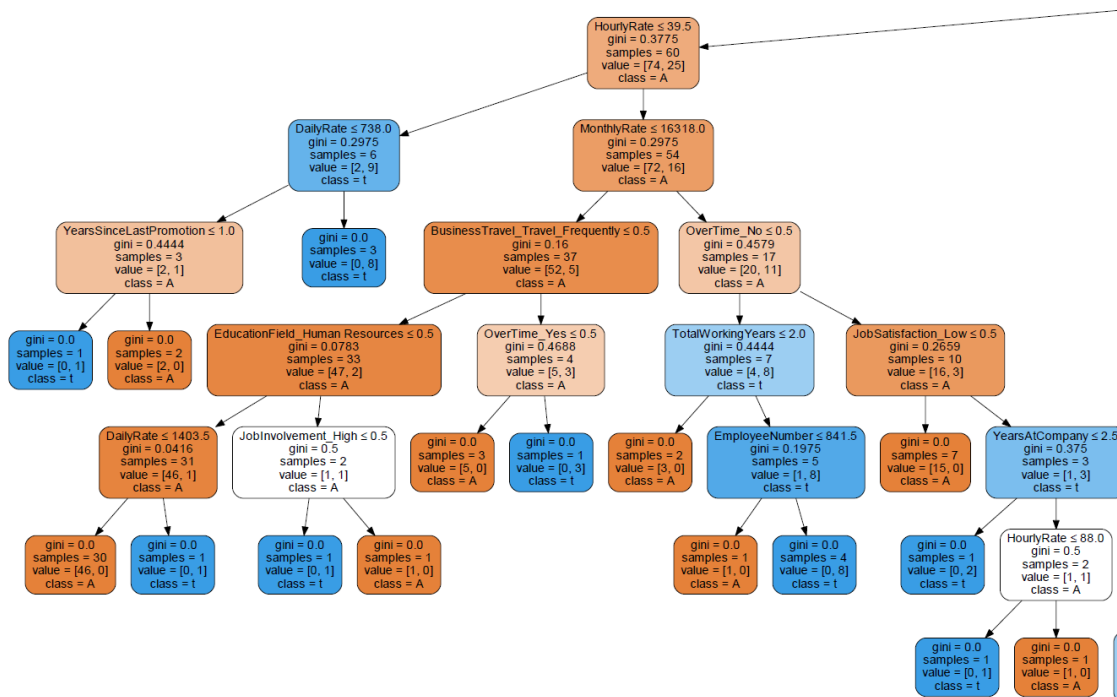 HourlyRate ≤ 39.5
gini = 0.3775
samples = 60
value = [74, 25]
class = A
DailyRate ≤ 738.0
gini = 0.2975
samples = 6
value = [2, 9]
class = t
MonthlyRate ≤ 16318.0
gini = 0.2975
samples = 54
value = [72, 16]
class = A
YearsSinceLastPromotion ≤ 1.0
gini = 0.4444
samples = 3
value = [2, 1]
class = A
gini = 0.0
samples = 3
value = [0, 8]
class = t
BusinessTravel_Travel_Frequently ≤ 0.5
gini = 0.16
samples = 37
value = [52, 5]
class = A
OverTime_No ≤ 0.5
gini = 0.4579
samples = 17
value = [20, 11]
class = A
gini = 0.0
samples = 1
value = [0, 1]
class = t
gini = 0.0
samples = 2
value = [2, 0]
class = A
EducationField_Human Resources ≤ 0.5
gini = 0.0783
samples = 33
value = [47, 2]
class = A
OverTime_Yes ≤ 0.5
gini = 0.4688
samples = 4
value = [5, 3]
class = A
TotalWorkingYears ≤ 2.0
gini = 0.4444
samples = 7
value = [4, 8]
class = t
JobSatisfaction_Low ≤ 0.5
gini = 0.2659
samples = 10
value = [16, 3]
class = A
DailyRate ≤ 1403.5
gini = 0.0416
samples = 31
value = [46, 1]
class = A
JobInvolvement_High ≤ 0.5
gini = 0.5
samples = 2
value = [1, 1]
class = A
gini = 0.0
samples = 3
value = [5, 0]
class = A
gini = 0.0
samples = 1
value = [0, 3]
class = t
gini = 0.0
samples = 2
value = [3, 0]
class = A
EmployeeNumber ≤ 841.5
gini = 0.1975
samples = 5
value = [1, 8]
class = t
gini = 0.0
samples = 7
value = [15, 0]
class = A
YearsAtCompany ≤ 2.5
gini = 0.375
samples = 3
value = [1, 3]
class = t
gini = 0.0
samples = 30
value = [46, 0]
class = A
gini = 0.0
samples = 1
value = [0, 1]
class = t
gini = 0.0
samples = 1
value = [0, 1]
class = t
gini = 0.0
samples = 1
value = [1, 0]
class = A
gini = 0.0
samples = 1
value = [1, 0]
class = A
gini = 0.0
samples = 4
value = [0, 8]
class = t
gini = 0.0
samples = 1
value = [0, 2]
class = t
HourlyRate ≤ 88.0
gini = 0.5
samples = 2
value = [1, 1]
class = A
gini = 0.0
samples = 1
value = [0, 1]
class = t
gini = 0.0
samples = 1
value = [1, 0]
class = A